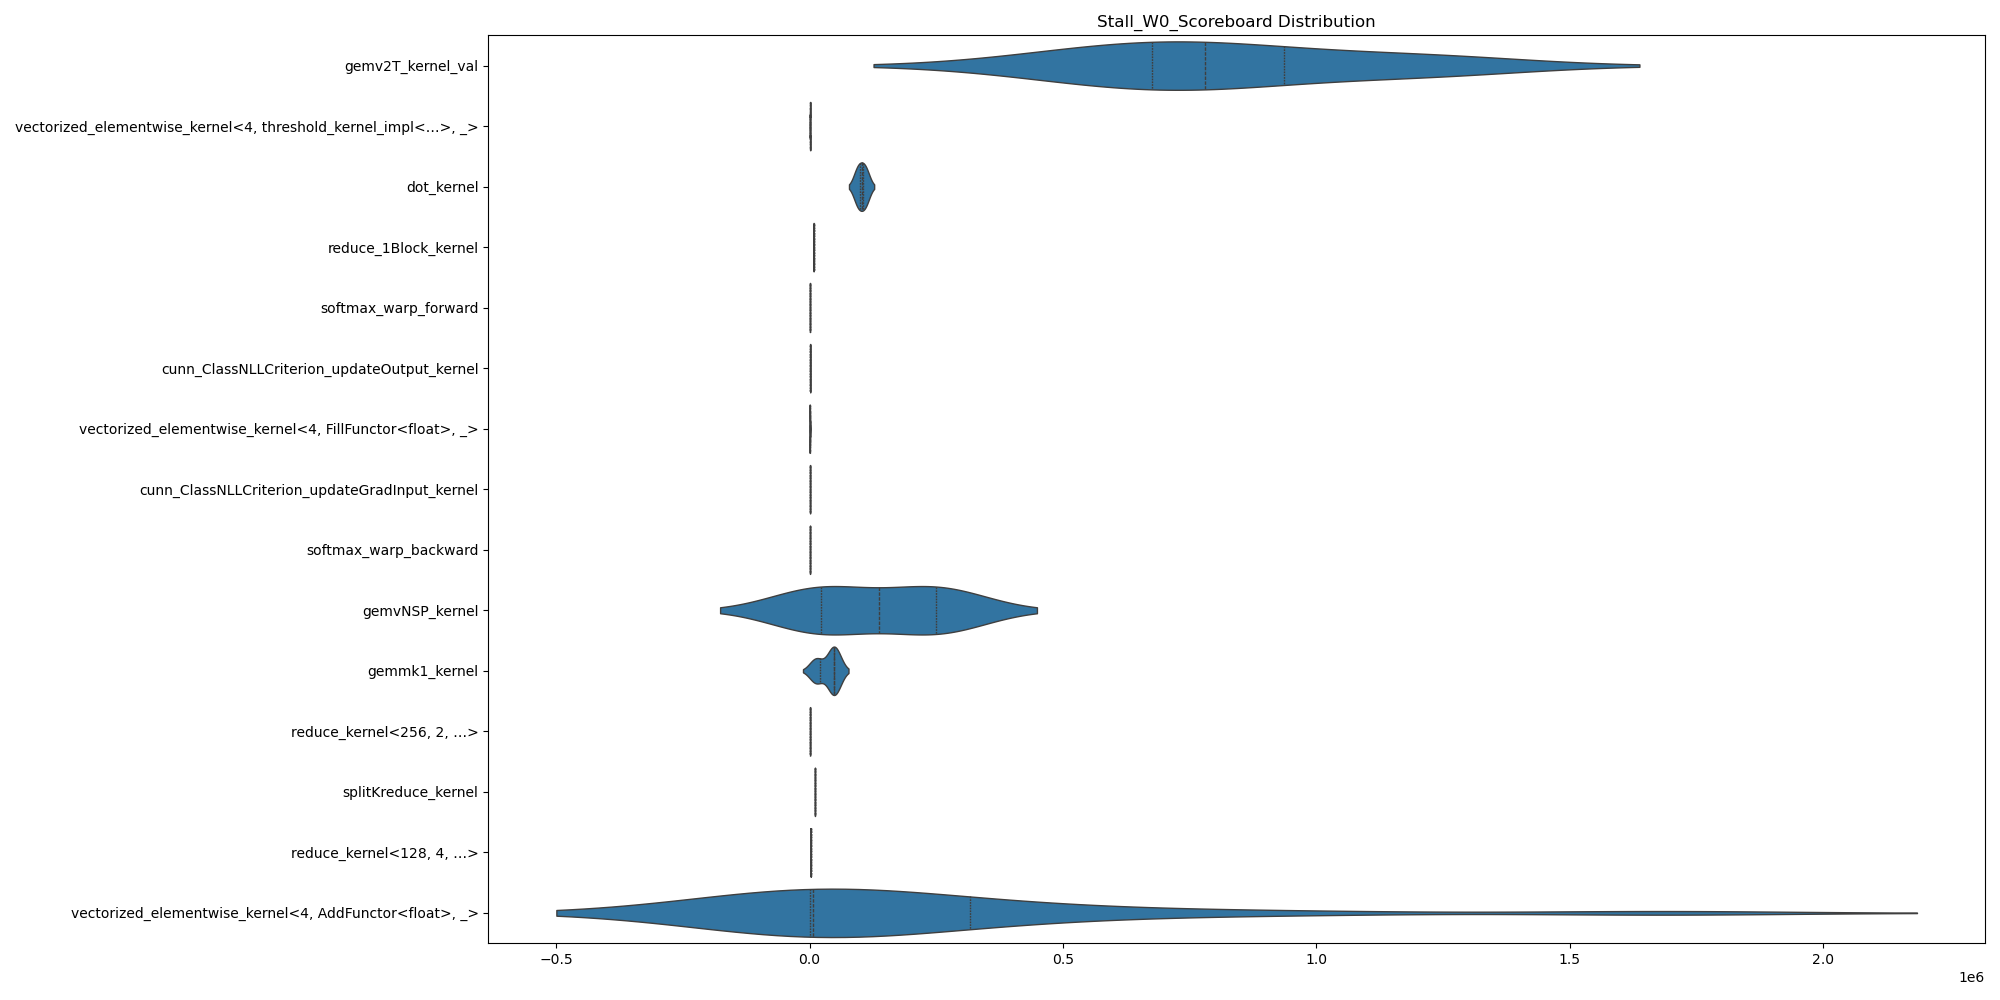 Stall_W0_Scoreboard Distribution
gemv2T_kernel_val
vectorized_elementwise_kernel<4, threshold_kernel_impl<...>, _>
dot_kernel
reduce_1Block_kernel
softmax_warp_forward
cunn_ClassNLLCriterion_updateOutput_kernel
vectorized_elementwise_kernel<4, FillFunctor<float>, _>
cunn_ClassNLLCriterion_updateGradInput_kernel
softmax_warp_backward
gemvNSP_kernel
gemmk1_kernel
reduce_kernel<256, 2, ...>
splitKreduce_kernel
reduce_kernel<128, 4, ...>
vectorized_elementwise_kernel<4, AddFunctor<float>, _>
−0.5 0.0 0.5 1.0 1.5 2.0
1e6